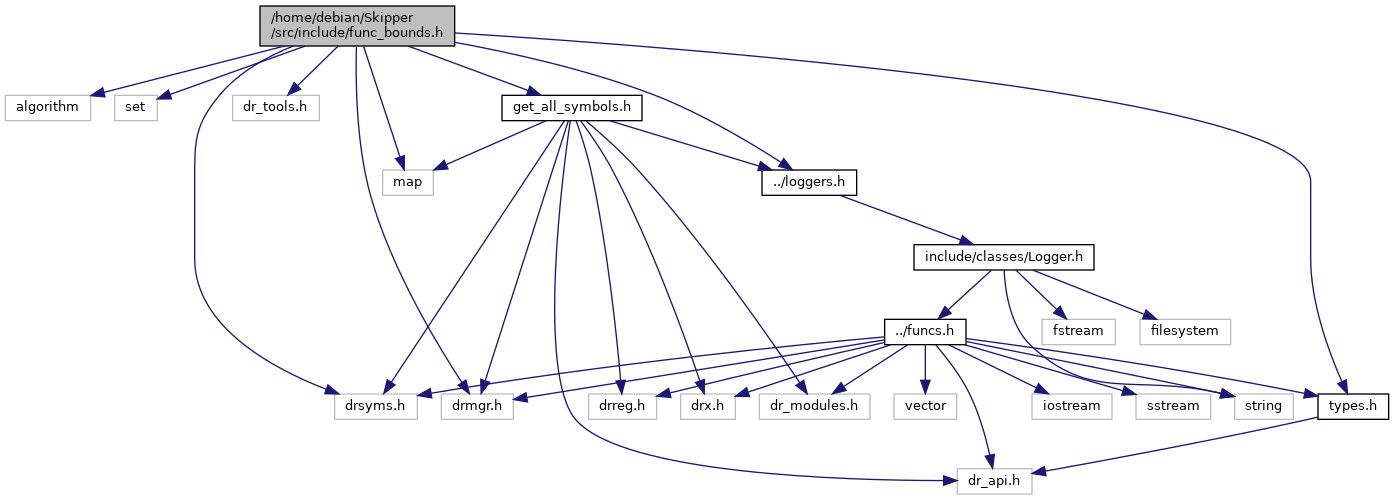 /home/debian/Skipper
/src/include/func_bounds.h
algorithm
set
dr_tools.h
get_all_symbols.h
map
../loggers.h
include/classes/Logger.h
../funcs.h
fstream
filesystem
drsyms.h
drmgr.h
drreg.h
drx.h
dr_modules.h
vector
iostream
sstream
string
types.h
dr_api.h